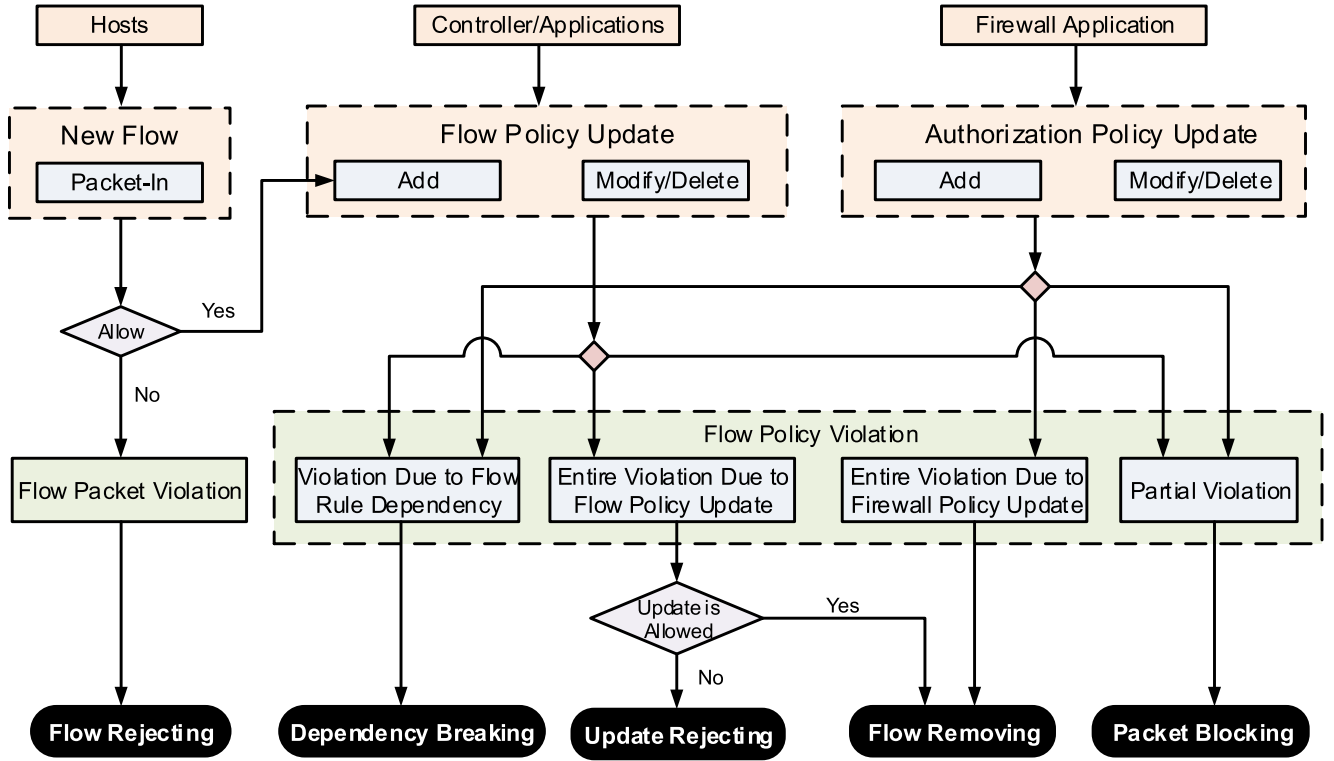 Hosts
Controller/Applications
Firewall Application
New Flow
Packet-In
Flow Policy Update
Add
Modify/Delete
Authorization Policy Update
Add
Modify/Delete
Allow
Yes
No
Flow Policy Violation
Flow Packet Violation
Violation Due to Flow
Rule Dependency
Entire Violation Due to
Flow Policy Update
Entire Violation Due to
Firewall Policy Update
Partial Violation
Update is
Allowed
Yes
No
Flow Rejecting
Dependency Breaking
Update Rejecting
Flow Removing
Packet Blocking